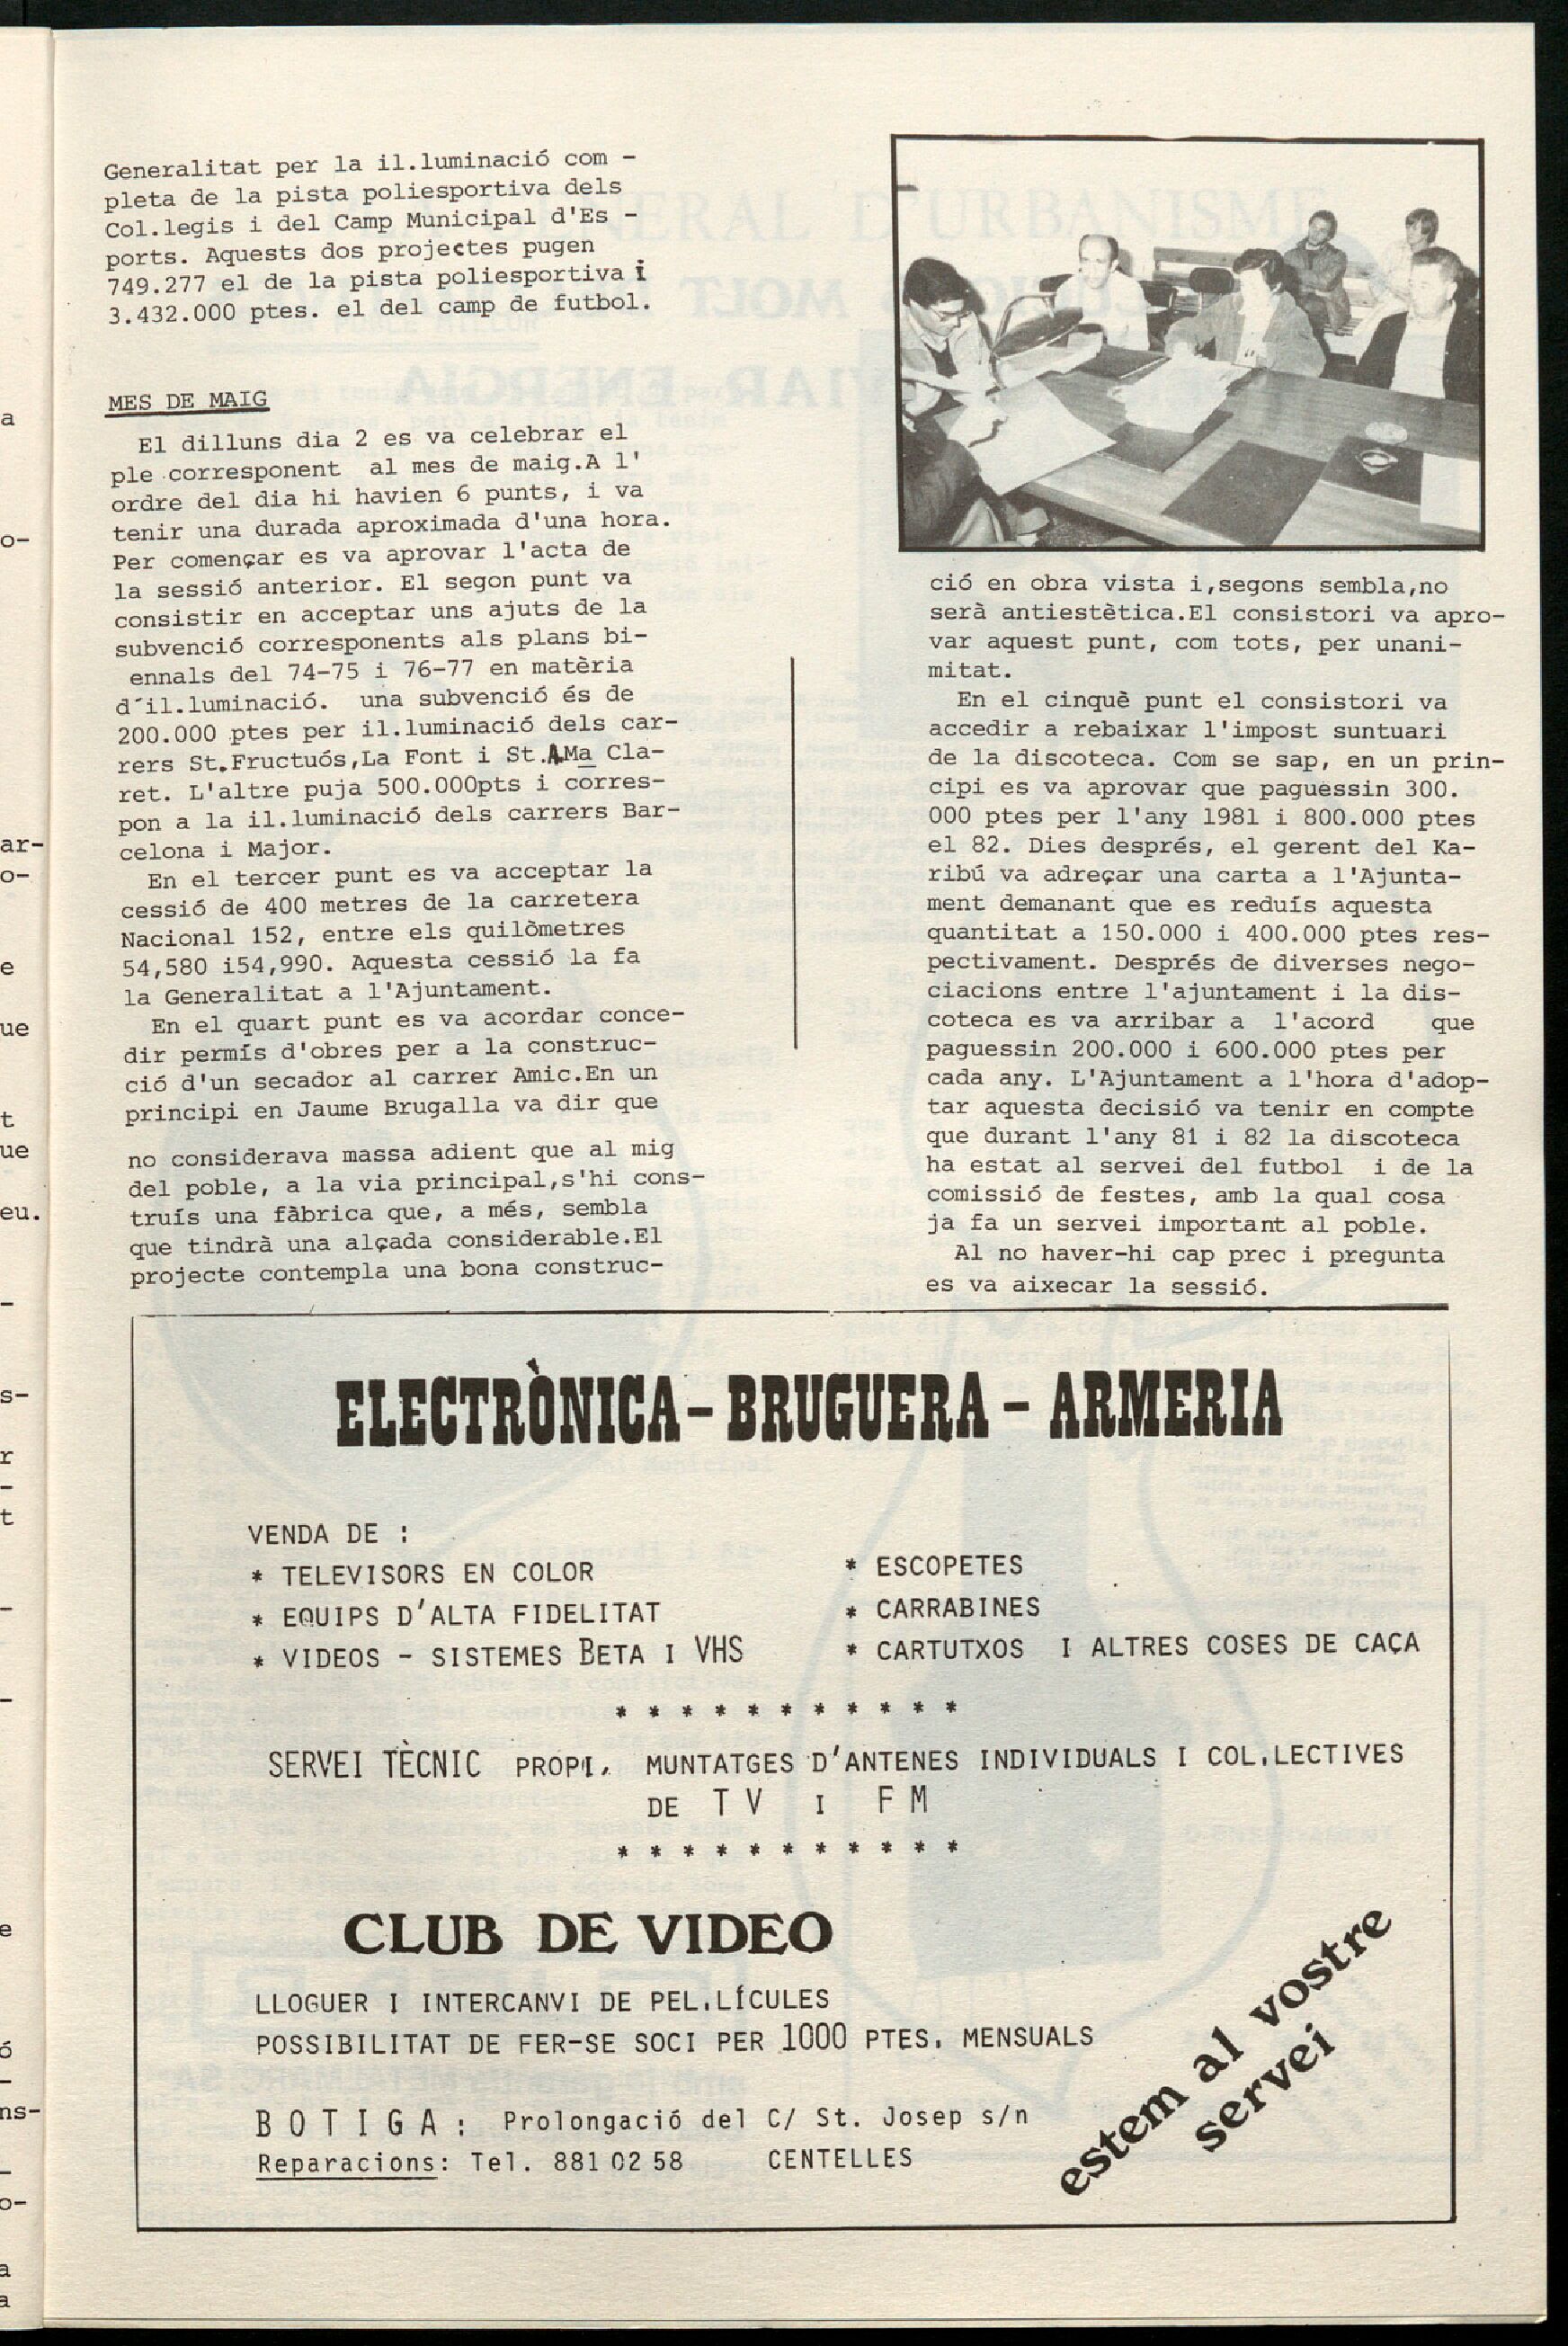 Generalitat per la il.luminació com -
pleta de la pista poliesportiva dels
Col.legis i del Camp Municipal d'Es -
ports. Aquests dos projectes pugen
749.277 el de la pista poliesportiva i
3.432.000 ptes. el del camp de futbol.
MES DE MAIG
El dilluns dia 2 es va celebrar el
ple corresponent al mes de maig.A l'
ordre del dia hi havien 6 punts, i va
tenir una durada aproximada d'una hora.
Per començar es va aprovar l'acta de
la sessió anterior. El segon punt va
consistir en acceptar uns ajuts de la
subvenció corresponents als plans bi-
ennals del 74-75 i 76-77 en matèria
d´il.luminació. una subvenció és de
200.000 ptes per il.luminació dels car-
rers St.Fructuós,La Font i St.AMa Cla-
ret. L'altre puja 500.000pts i corres-
pon a la il.luminació dels carrers Bar-
celona i Major.
En el tercer punt es va acceptar la
cessió de 400 metres de la carretera
Nacional 152, entre els quilòmetres
54,580 i54,990. Aquesta cessió la fa
la Generalitat a l'Ajuntament.
En el quart punt es va acordar conce-
dir permís d'obres per a la construc-
ció d'un secador al carrer Amic.En un
principi en Jaume Brugalla va dir que
no considerava massa adient que al mig
del poble, a la via principal,s'hi cons-
truís una fàbrica que, a més, sembla
que tindrà una alçada considerable.El
projecte contempla una bona construc-
ció en obra vista i,segons sembla,no
serà antiestètica.El consistori va apro-
var aquest punt, com tots, per unani-
mitat.
En el cinquè punt el consistori va
accedir a rebaixar l'impost suntuari
de la discoteca. Com se sap, en un prin-
cipi es va aprovar que paguessin 300.
000 ptes per l'any 1981 i 800.000 ptes
el 82. Dies després, el gerent del Ka-
ribú va adreçar una carta a l'Ajunta-
ment demanant que es reduís aquesta
quantitat a 150.000 i 400.000 ptes res-
pectivament. Després de diverses nego-
ciacions entre l'ajuntament i la dis-
coteca es va arribar a l'acord que
paguessin 200.000 i 600.000 ptes per
cada any. L'Ajuntament a l'hora d'adop-
tar aquesta decisió va tenir en compte
que durant l'any 81 i 82 la discoteca
ha estat al servei del futbol i de la
comissió de festes, amb la qual cosa
ja fa un servei important al poble.
Al no haver-hi cap prec i pregunta
es va aixecar la sessió.
ELECTRÒNICA - BRUGUERA - ARMERIA
VENDA DE :
* TELEVISORS EN COLOR
* EQUIPS D'ALTA FIDELITAT
* VIDEOS - SISTEMES BETA I VHS
* ESCOPETES
* CARRABINES
* CARTUTXOS I ALTRES COSES DE CAÇA
* * * * * * * * * * *
SERVEI TÈCNIC PROPI, MUNTATGES D'ANTENES INDIVIDUALS I COL.LECTIVES
DE TV I FM
* * * * * * * * * * *
CLUB DE VIDEO
LLOGUER I INTERCANVI DE PEL.LÍCULES
POSSIBILITAT DE FER-SE SOCI PER 1000 PTES. MENSUALS
BOTIGA: Prolongació del C/ St. Josep s/n
Reparacions: Tel. 881 02 58 CENTELLES
estem al vostre
servei